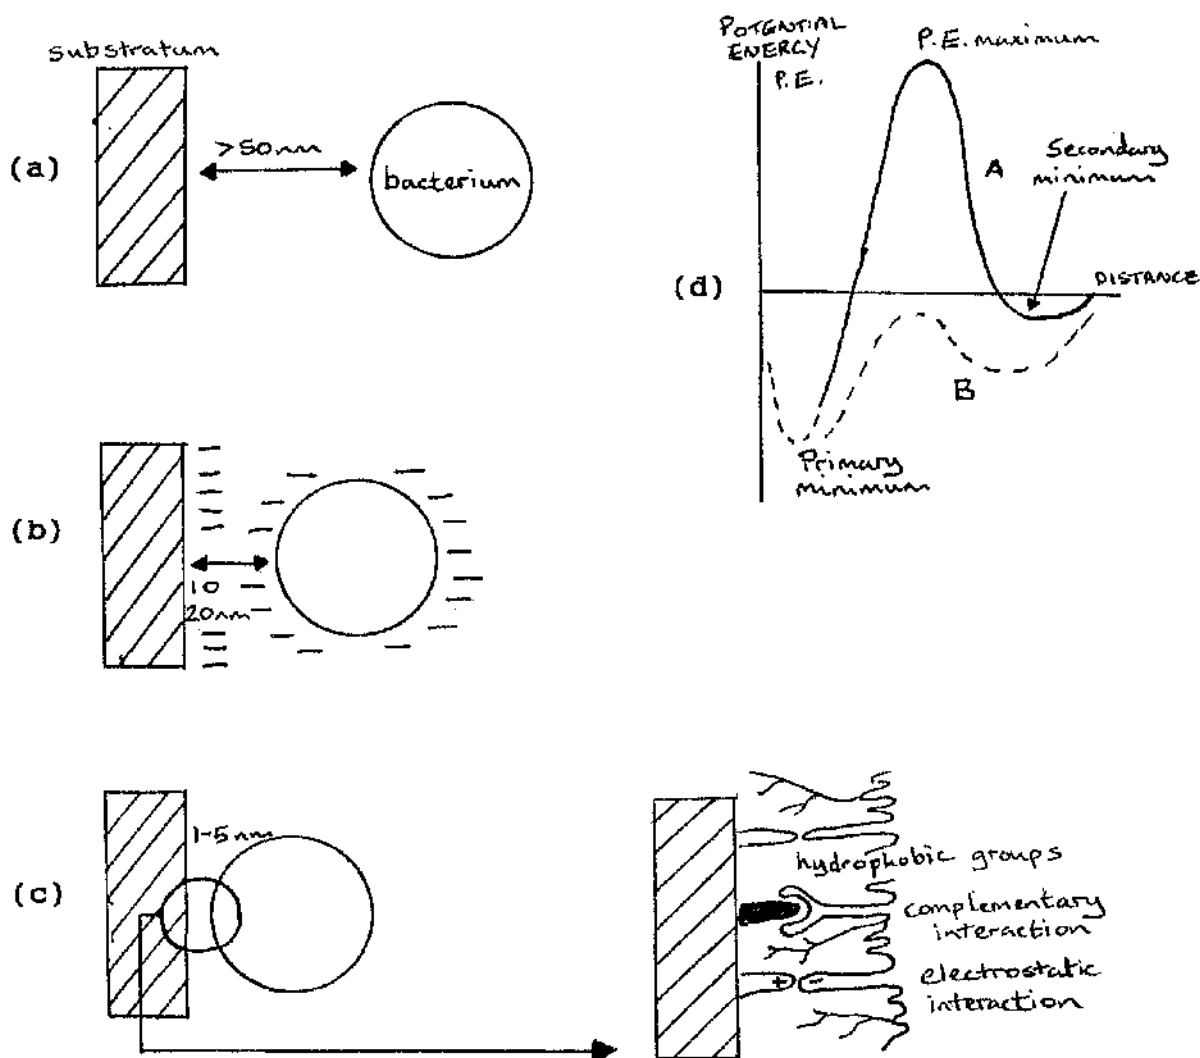 substratum
(a)
>50nm
bacterium
POTENTIAL
ENERGY
P.E.
P.E. maximum
A
Secondary
minimum
(d)
DISTANCE
B
Primary
minimum
(b)
10
20nm
(c)
1-5nm
hydrophobic groups
complementary
interaction
+ -
electrostatic
interaction